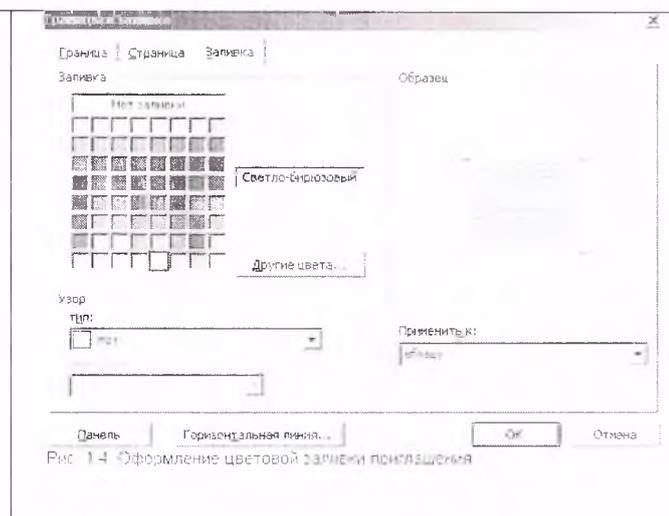 Граница Страница Заливка
Заливка
Образец
Нет заливки
Светло-бирюзовый
Другие цвета...
Узор
тип:
Нет
Применить к:
абзацу
Панель Горизонтальная линия... ОК Отмена
Рис. 1.4. Оформление цветовой заливки приглашения